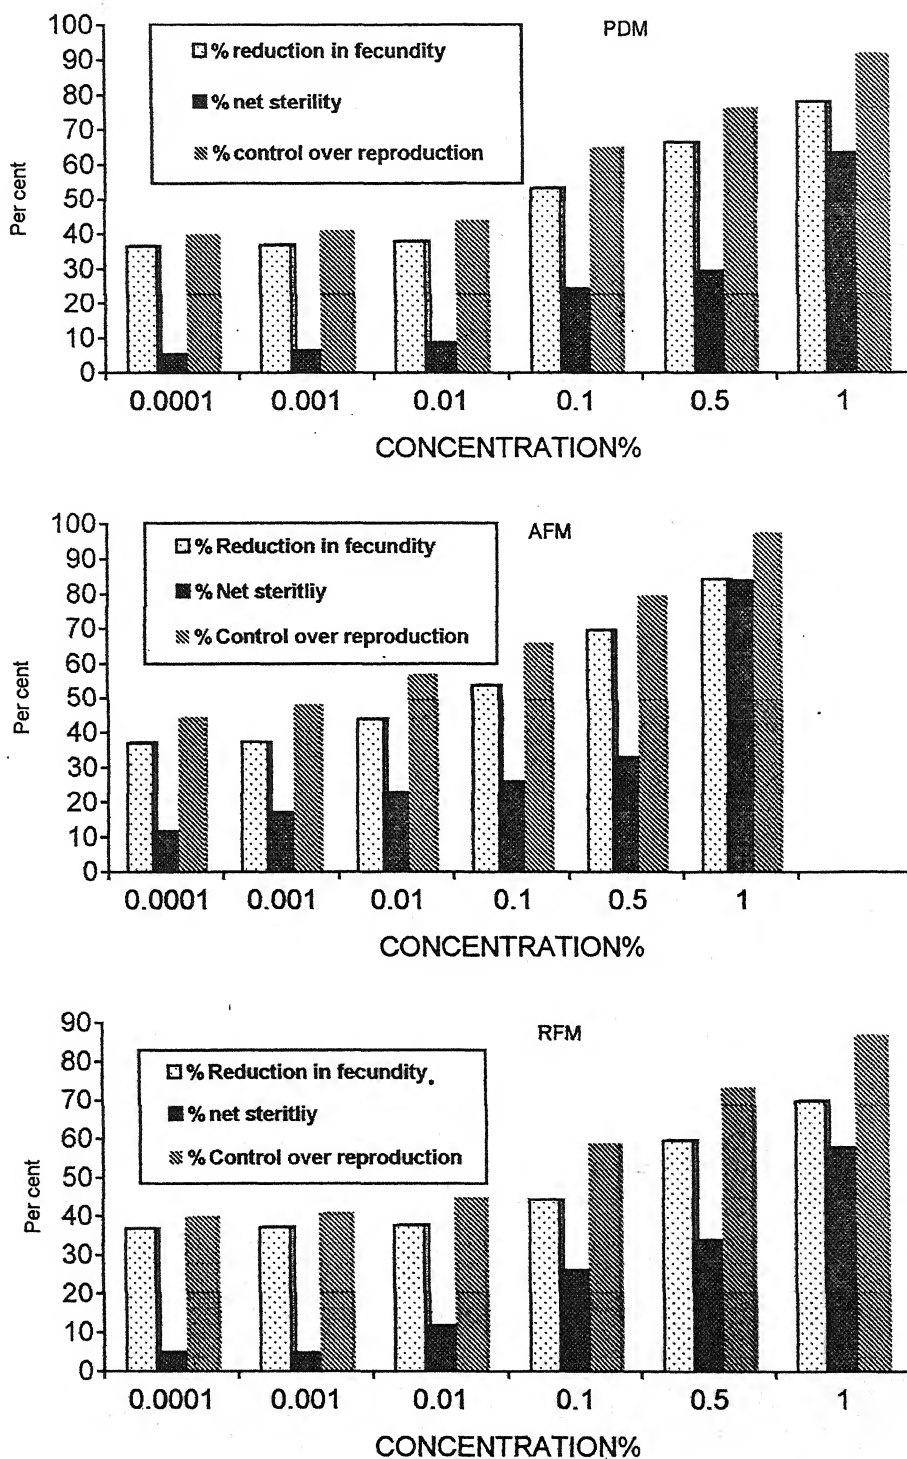 PDM
% reduction in fecundity
% net sterility
% control over reproduction
Per cent
100
90
80
70
60
50
40
30
20
10
0
0.0001 0.001 0.01 0.1 0.5 1
CONCENTRATION%
AFM
% Reduction in fecundity
% Net steritliy
% Control over reproduction
Per cent
100
90
80
70
60
50
40
30
20
10
0
0.0001 0.001 0.01 0.1 0.5 1
CONCENTRATION%
RFM
% Reduction in fecundity.
% net steritliy
% Control over reproduction
Per cent
90
80
70
60
50
40
30
20
10
0
0.0001 0.001 0.01 0.1 0.5 1
CONCENTRATION%